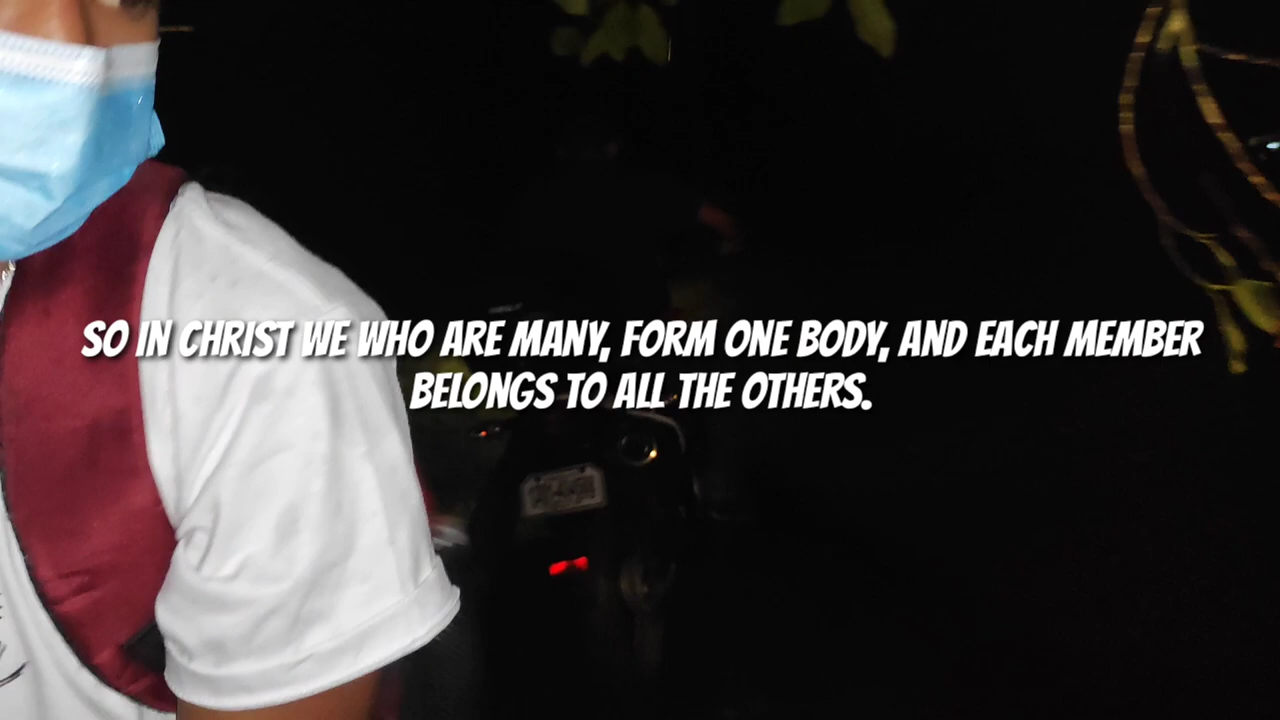 SO IN CHRIST WE WHO ARE MANY, FORM ONE BODY, AND EACH MEMBER
BELONGS TO ALL THE OTHERS.